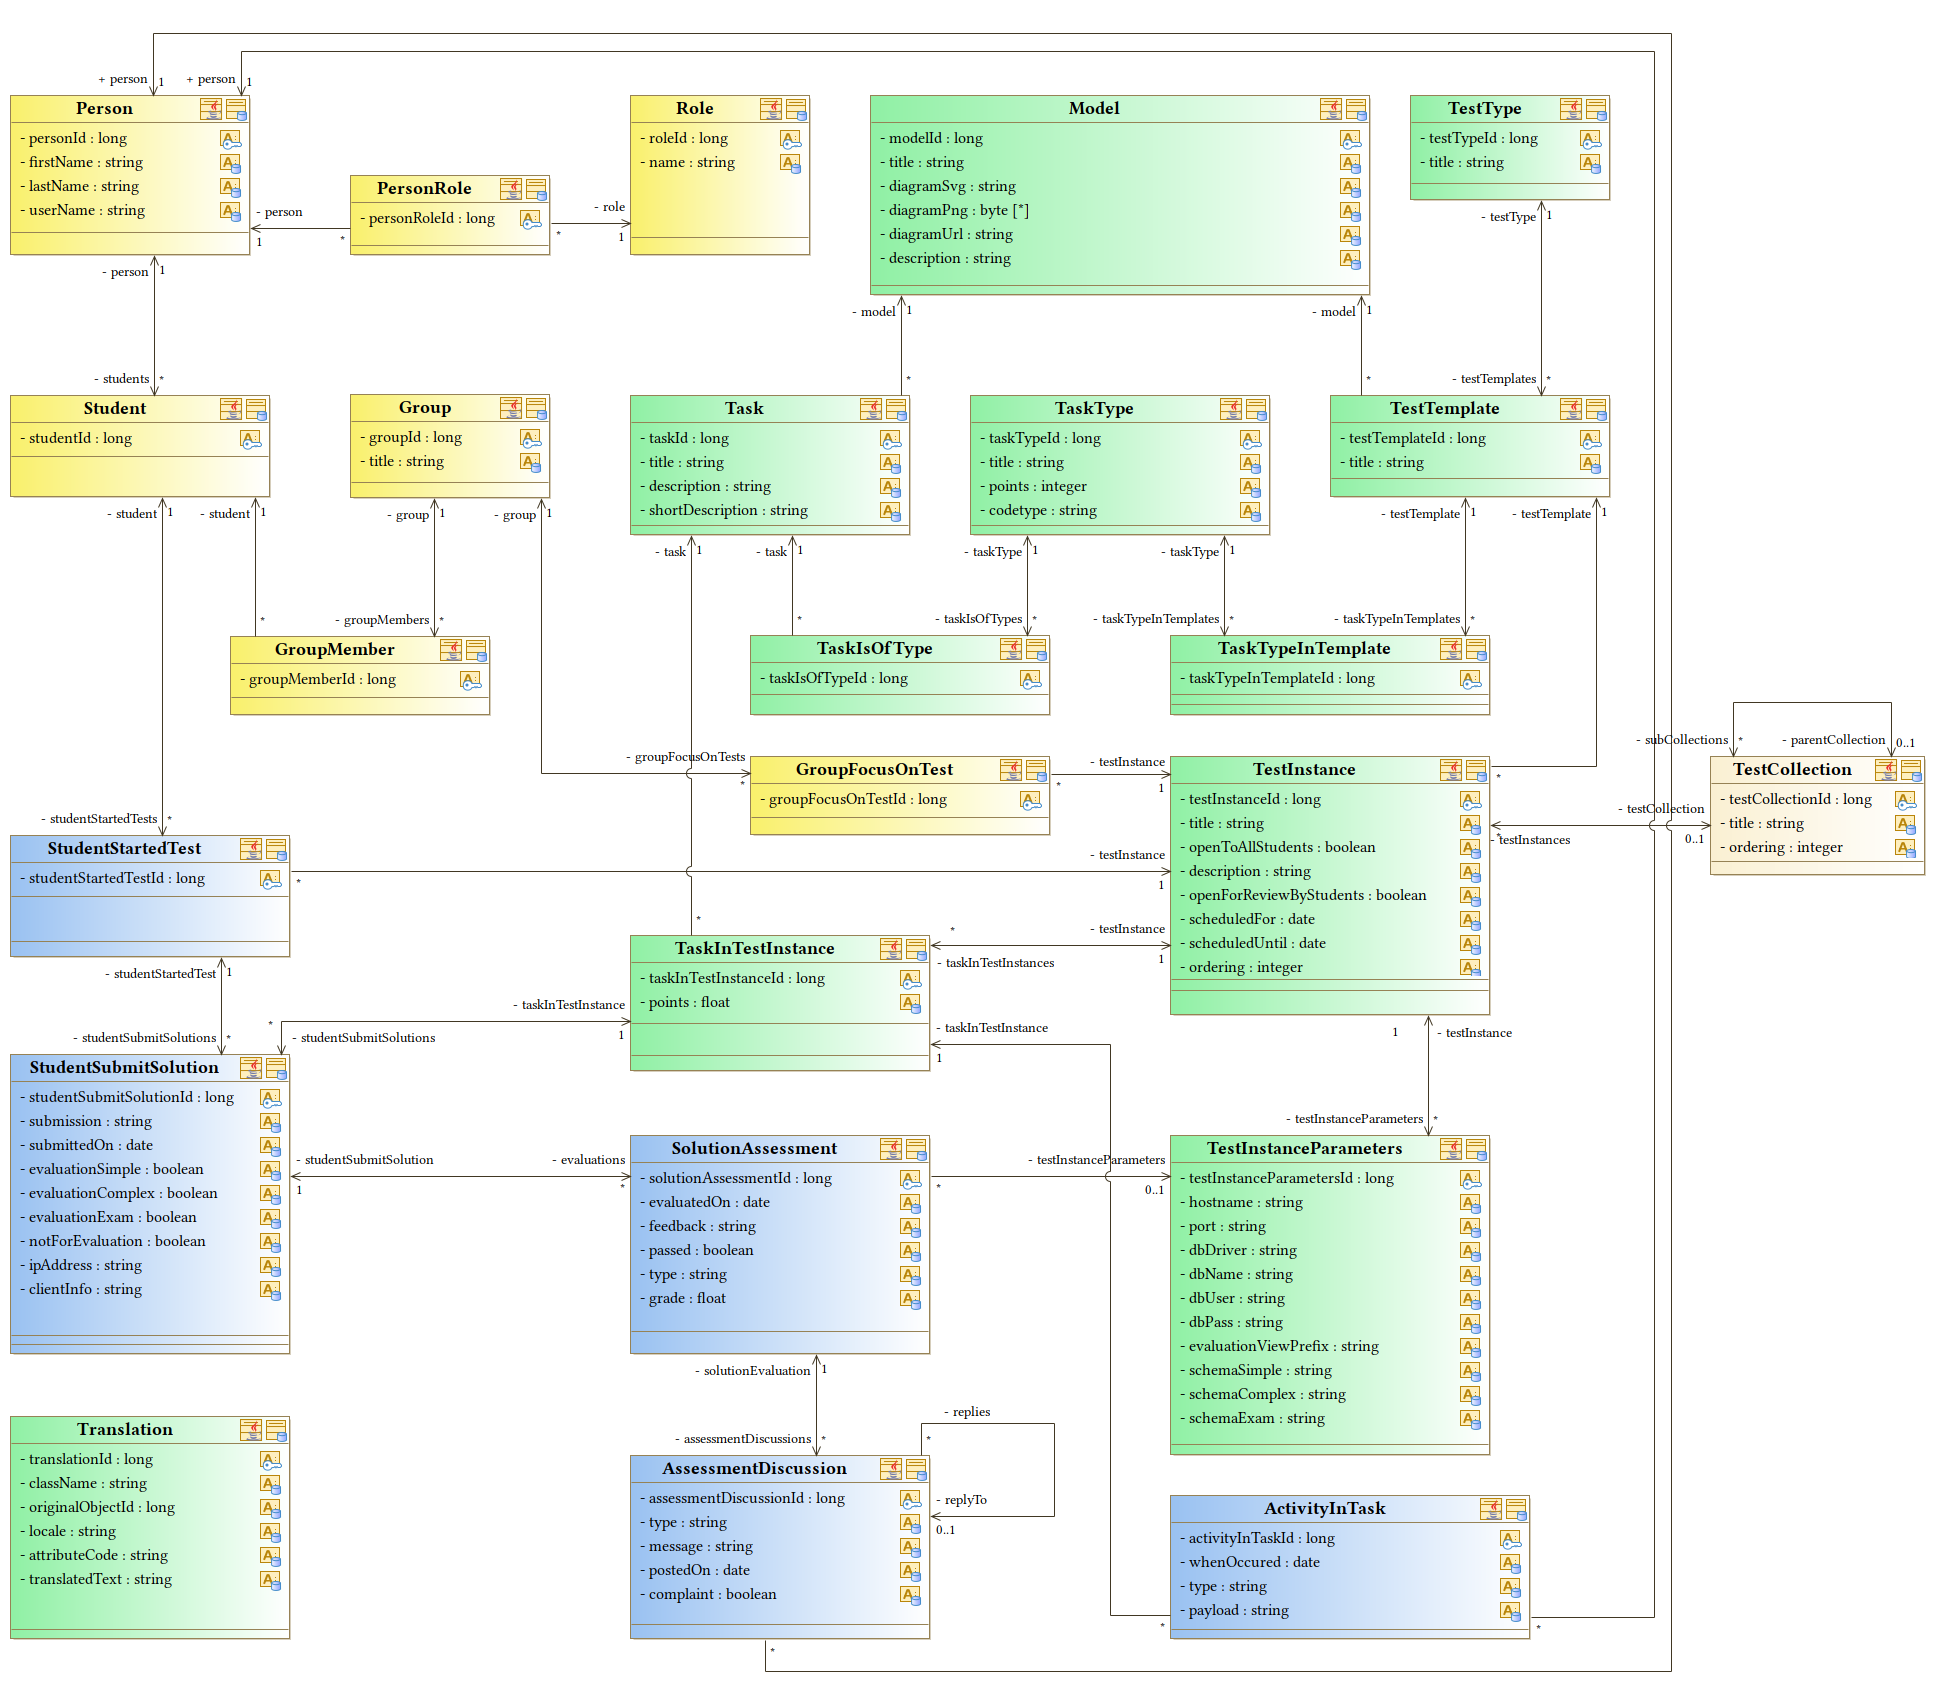 + person 1
+ person 1
Person
- personId : long
- firstName : string
- lastName : string
- userName : string
PersonRole
- personRoleId : long
- person
1
*
- role
*
1
Role
- roleId : long
- name : string
Model
- modelId : long
- title : string
- diagramSvg : string
- diagramPng : byte [*]
- diagramUrl : string
- description : string
TestType
- testTypeId : long
- title : string
- person 1
- students *
- model 1
*
- model 1
*
- testType 1
- testTemplates *
Student
- studentId : long
Group
- groupId : long
- title : string
Task
- taskId : long
- title : string
- description : string
- shortDescription : string
TaskType
- taskTypeId : long
- title : string
- points : integer
- codetype : string
TestTemplate
- testTemplateId : long
- title : string
- student 1
- student 1
- group 1
- group 1
- task 1
- task 1
- taskType 1
- taskType 1
- testTemplate 1
- testTemplate 1
*
- groupMembers *
*
- taskIsOfTypes *
- taskTypeInTemplates *
- taskTypeInTemplates *
GroupMember
- groupMemberId : long
TaskIsOfType
- taskIsOfTypeId : long
TaskTypeInTemplate
- taskTypeInTemplateId : long
- groupFocusOnTests
*
GroupFocusOnTest
- groupFocusOnTestId : long
*
- testInstance
1
TestInstance
- testInstanceId : long
- title : string
- openToAllStudents : boolean
- description : string
- openForReviewByStudents : boolean
- scheduledFor : date
- scheduledUntil : date
- ordering : integer
*
- subCollections *
- parentCollection 0..1
TestCollection
- testCollectionId : long
- title : string
- ordering : integer
- testCollection
0..1
*
- testInstances
- studentStartedTests *
StudentStartedTest
- studentStartedTestId : long
*
- testInstance
1
*
TaskInTestInstance
- taskInTestInstanceId : long
- points : float
*
- taskInTestInstances
- testInstance
1
- studentStartedTest 1
- studentSubmitSolutions *
*
- studentSubmitSolutions
- taskInTestInstance
1
- taskInTestInstance
1
1 - testInstance
- testInstanceParameters *
StudentSubmitSolution
- studentSubmitSolutionId : long
- submission : string
- submittedOn : date
- evaluationSimple : boolean
- evaluationComplex : boolean
- evaluationExam : boolean
- notForEvaluation : boolean
- ipAddress : string
- clientInfo : string
- studentSubmitSolution
1
- evaluations
*
SolutionAssessment
- solutionAssessmentId : long
- evaluatedOn : date
- feedback : string
- passed : boolean
- type : string
- grade : float
*
- testInstanceParameters
0..1
TestInstanceParameters
- testInstanceParametersId : long
- hostname : string
- port : string
- dbDriver : string
- dbName : string
- dbUser : string
- dbPass : string
- evaluationViewPrefix : string
- schemaSimple : string
- schemaComplex : string
- schemaExam : string
- solutionEvaluation 1
- assessmentDiscussions *
- replies
*
- replyTo
0..1
Translation
- translationId : long
- className : string
- originalObjectId : long
- locale : string
- attributeCode : string
- translatedText : string
AssessmentDiscussion
- assessmentDiscussionId : long
- type : string
- message : string
- postedOn : date
- complaint : boolean
*
ActivityInTask
- activityInTaskId : long
- whenOccured : date
- type : string
- payload : string
*
*